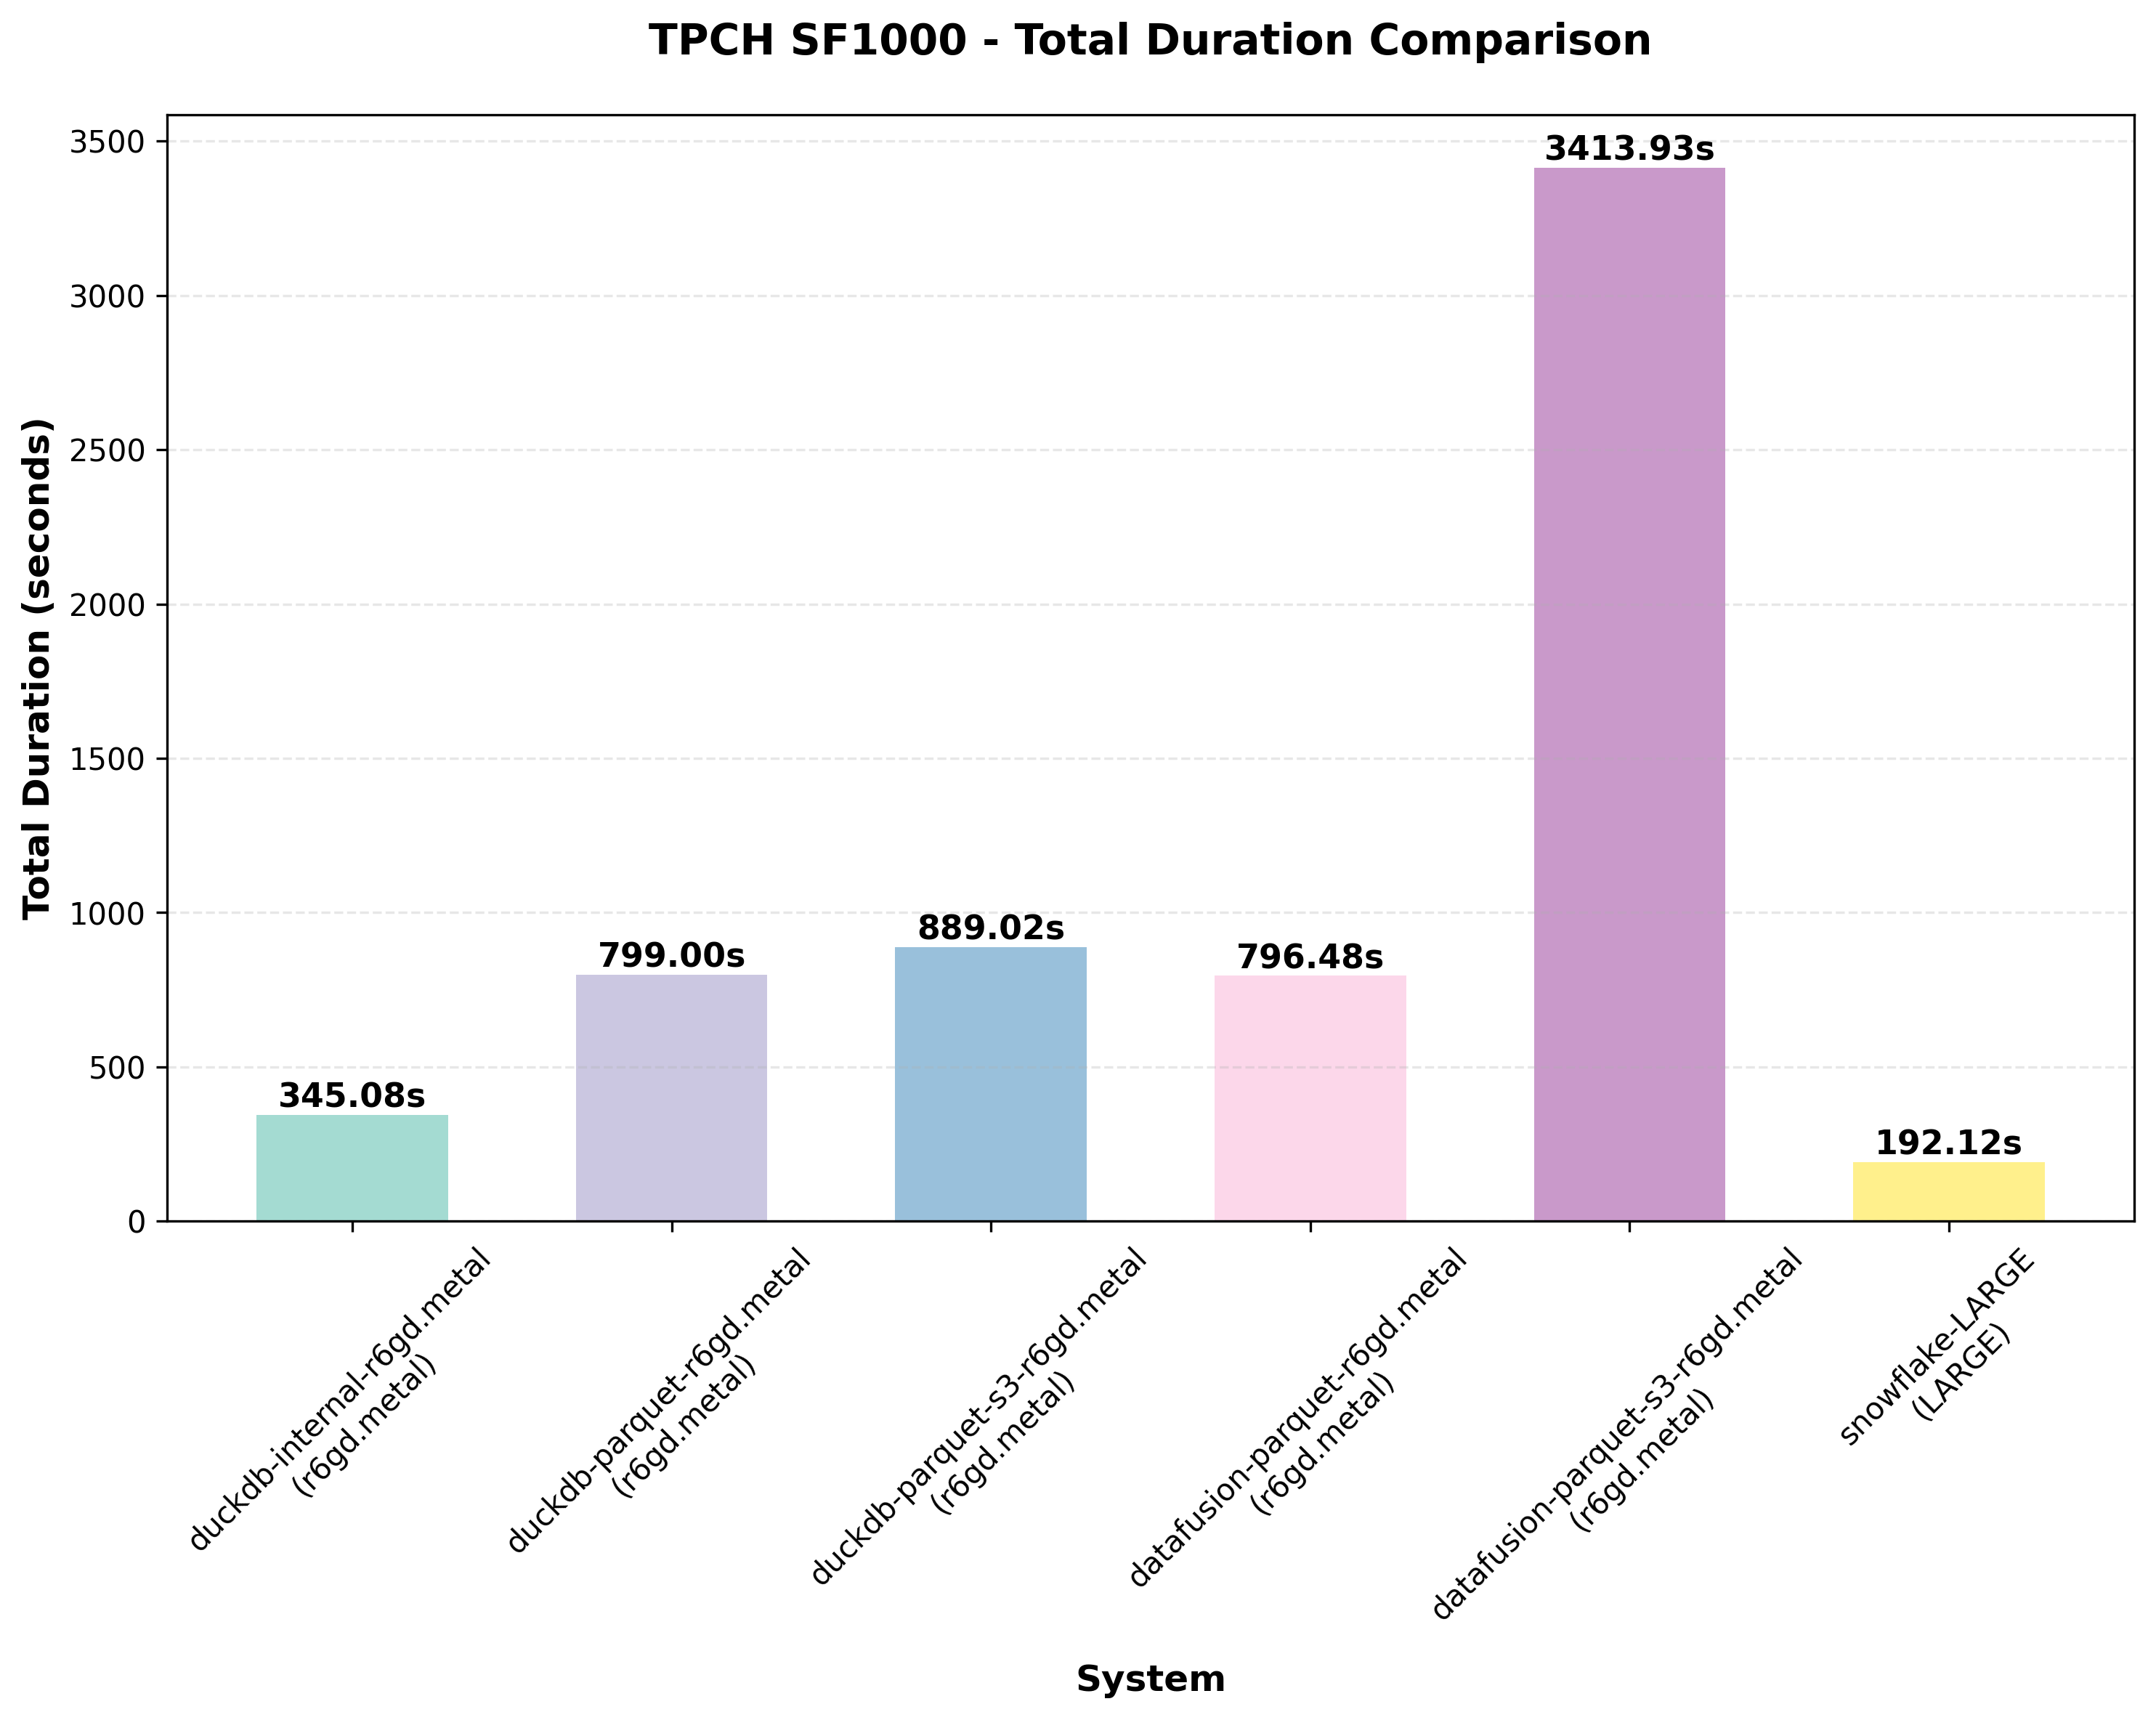 TPCH SF1000 - Total Duration Comparison
Total Duration (seconds)
3500
3000
2500
2000
1500
1000
500
0
345.08s
799.00s
889.02s
796.48s
3413.93s
192.12s
duckdb-internal-r6gd.metal
(r6gd.metal)
duckdb-parquet-r6gd.metal
(r6gd.metal)
duckdb-parquet-s3-r6gd.metal
(r6gd.metal)
datafusion-parquet-r6gd.metal
(r6gd.metal)
datafusion-parquet-s3-r6gd.metal
(r6gd.metal)
snowflake-LARGE
(LARGE)
System